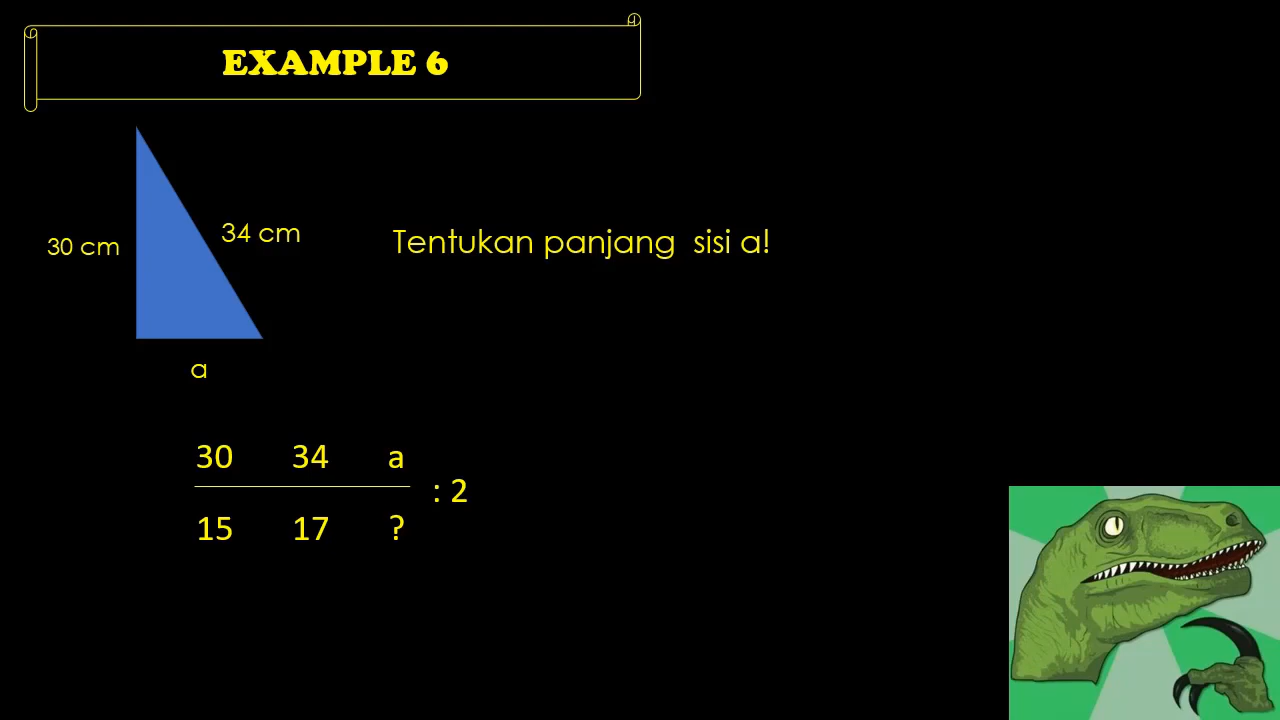 EXAMPLE 6
30 cm
34 cm
Tentukan panjang sisi a!
a
30 34 a
: 2
15 17 ?